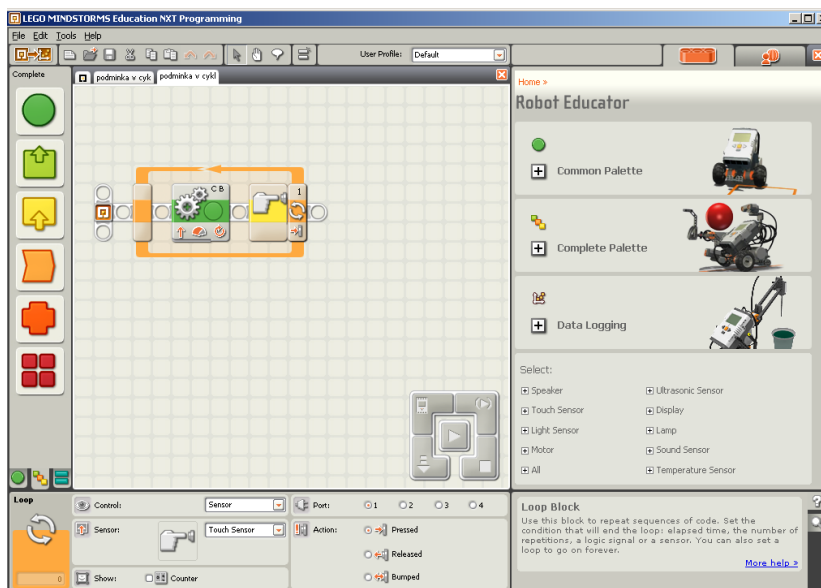 LEGO MINDSTORMS Education NXT Programming
File Edit Tools Help
User Profile: Default
Complete
podminka v cyk podminka v cykl
Home »
Robot Educator
Common Palette
Complete Palette
Data Logging
C B
1
Select:
Speaker Ultrasonic Sensor
Touch Sensor Display
Light Sensor Lamp
Motor Sound Sensor
All Temperature Sensor
Loop
Control: Sensor
Port: 1 2 3 4
Sensor: Touch Sensor
Action: Pressed
Released
Bumped
0
Show: Counter
Loop Block
Use this block to repeat sequences of code. Set the
condition that will end the loop: elapsed time, the number of
repetitions, a logic signal or a sensor. You can also set a
loop to go on forever.
More help »
?